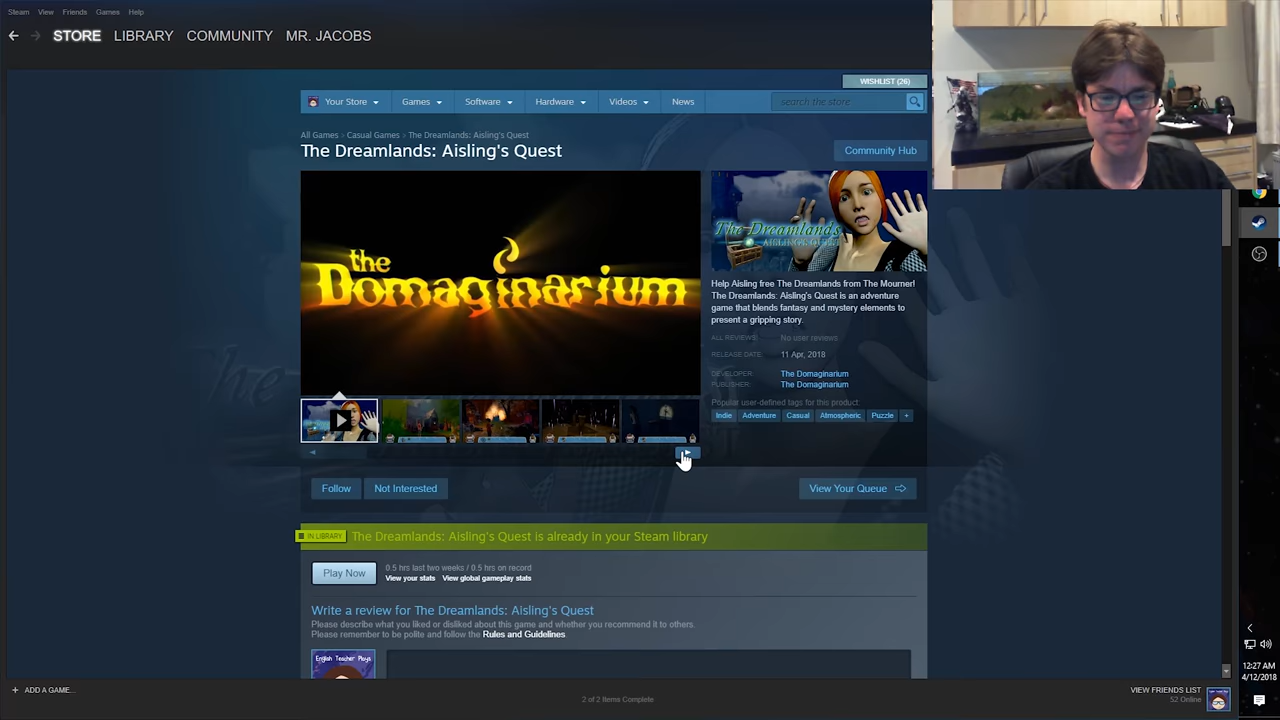 Steam View Friends Games Help
STORE LIBRARY COMMUNITY MR. JACOBS
WISHLIST (26)
Your Store Games Software Hardware Videos News search the store
All Games > Casual Games > The Dreamlands: Aisling's Quest
The Dreamlands: Aisling's Quest
Community Hub
the
Domaginarium
The Dreamlands
AISLING'S QUEST
Help Aisling free The Dreamlands from The Mourner!
The Dreamlands: Aisling's Quest is an adventure
game that blends fantasy and mystery elements to
present a gripping story.
ALL REVIEWS: No user reviews
RELEASE DATE: 11 Apr, 2018
DEVELOPER: The Domaginarium
PUBLISHER: The Domaginarium
Popular user-defined tags for this product:
Indie Adventure Casual Atmospheric Puzzle +
Follow Not Interested View Your Queue
IN LIBRARY The Dreamlands: Aisling's Quest is already in your Steam library
Play Now
0.5 hrs last two weeks / 0.5 hrs on record
View your stats View global gameplay stats
Write a review for The Dreamlands: Aisling's Quest
Please describe what you liked or disliked about this game and whether you recommend it to others.
Please remember to be polite and follow the Rules and Guidelines
English Teacher Plays
+ ADD A GAME...
2 of 2 Items Complete
VIEW FRIENDS LIST
52 Online
12:27 AM
4/12/2018